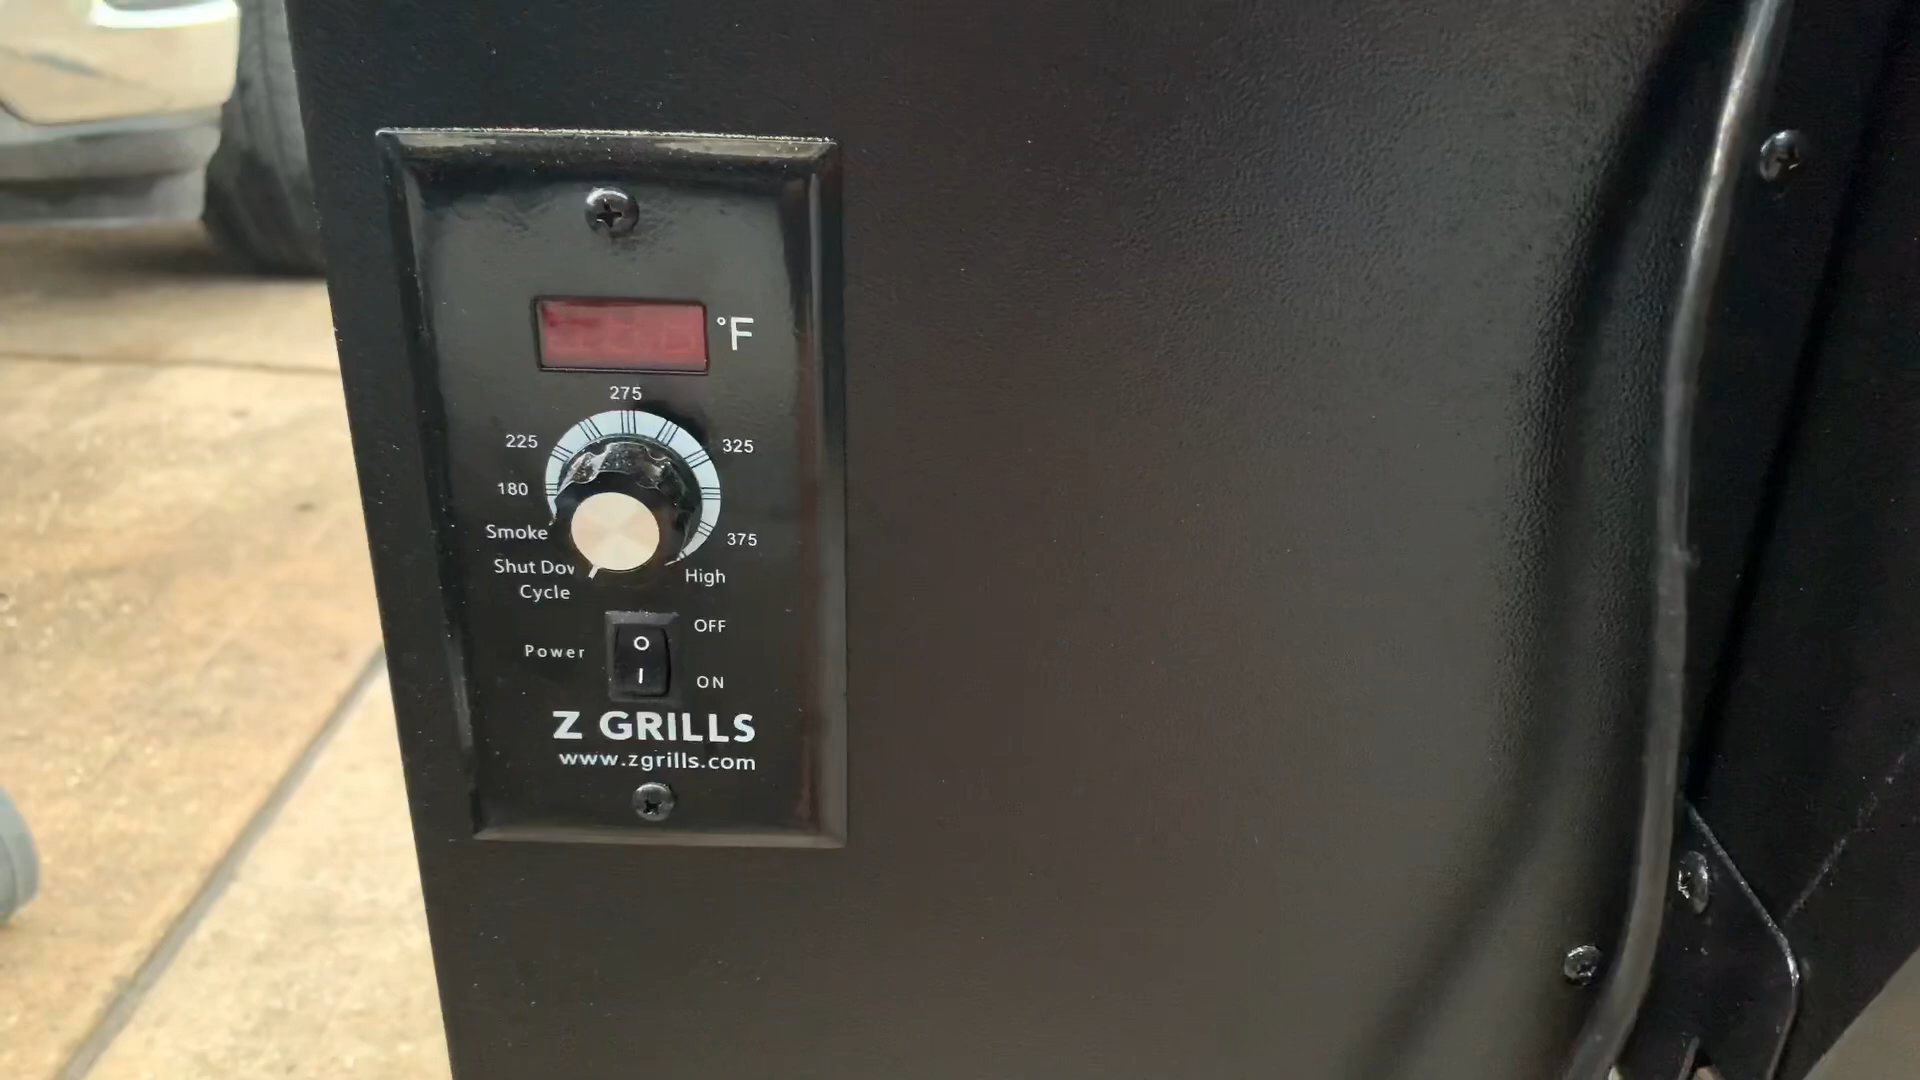 °F
275
225
325
180
Smoke
375
Shut Dov
Cycle
High
OFF
O
Power
I
ON
Z GRILLS
www.zgrills.com